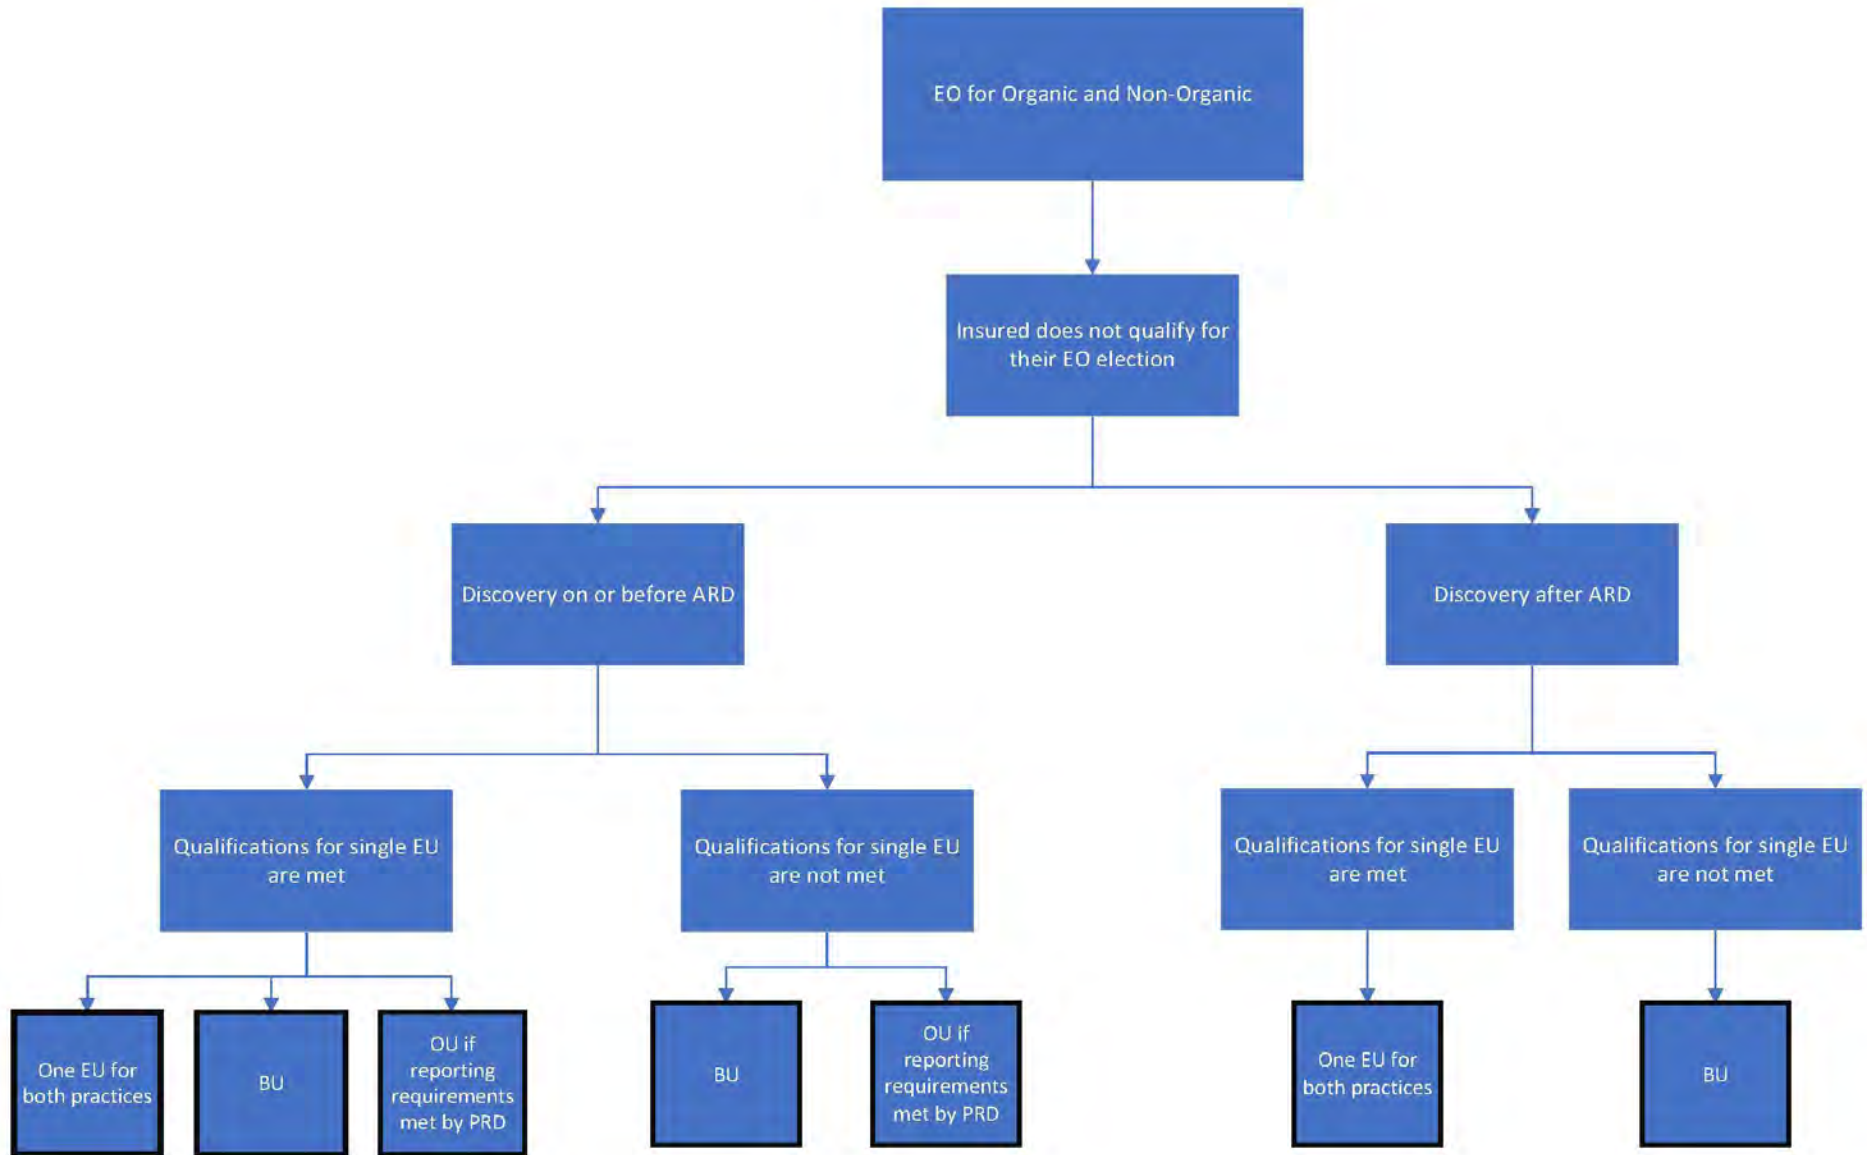 EO for Organic and Non-Organic
Insured does not qualify for
their EO election
Discovery on or before ARD
Discovery after ARD
Qualifications for single EU
are met
Qualifications for single EU
are not met
Qualifications for single EU
are met
Qualifications for single EU
are not met
One EU for
both practices
BU
OU if
reporting
requirements
met by PRD
BU
OU if
reporting
requirements
met by PRD
One EU for
both practices
BU